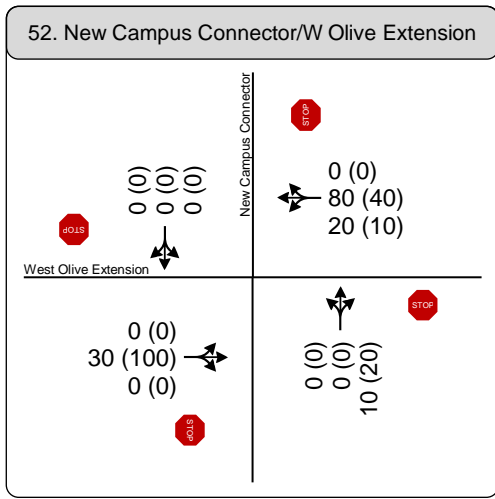 52. New Campus Connector/W Olive Extension
New Campus Connector
STOP
0 (0)
0 (0)
0 (0)
0 (0)
80 (40)
20 (10)
STOP
West Olive Extension
STOP
0 (0)
30 (100)
0 (0)
0 (0)
0 (0)
10 (20)
STOP